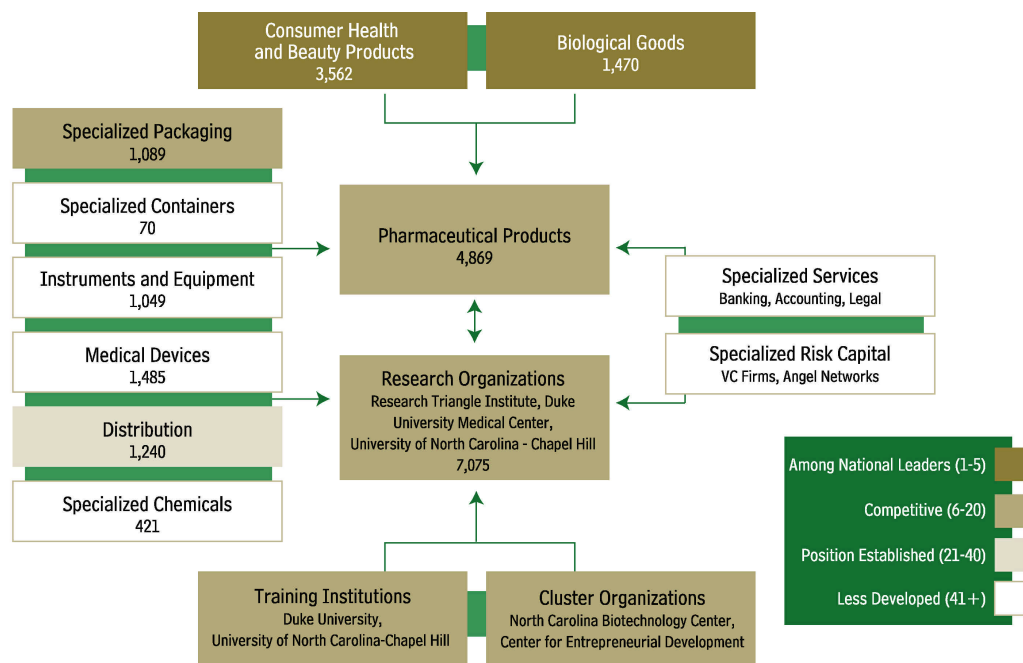 Consumer Health
and Beauty Products
3,562
Biological Goods
1,470
Specialized Packaging
1,089
Specialized Containers
70
Instruments and Equipment
1,049
Medical Devices
1,485
Distribution
1,240
Specialized Chemicals
421
Pharmaceutical Products
4,869
Research Organizations
Research Triangle Institute, Duke
University Medical Center,
University of North Carolina - Chapel Hill
7,075
Specialized Services
Banking, Accounting, Legal
Specialized Risk Capital
VC Firms, Angel Networks
Training Institutions
Duke University,
University of North Carolina-Chapel Hill
Cluster Organizations
North Carolina Biotechnology Center,
Center for Entrepreneurial Development
Among National Leaders (1-5)
Competitive (6-20)
Position Established (21-40)
Less Developed (41+)